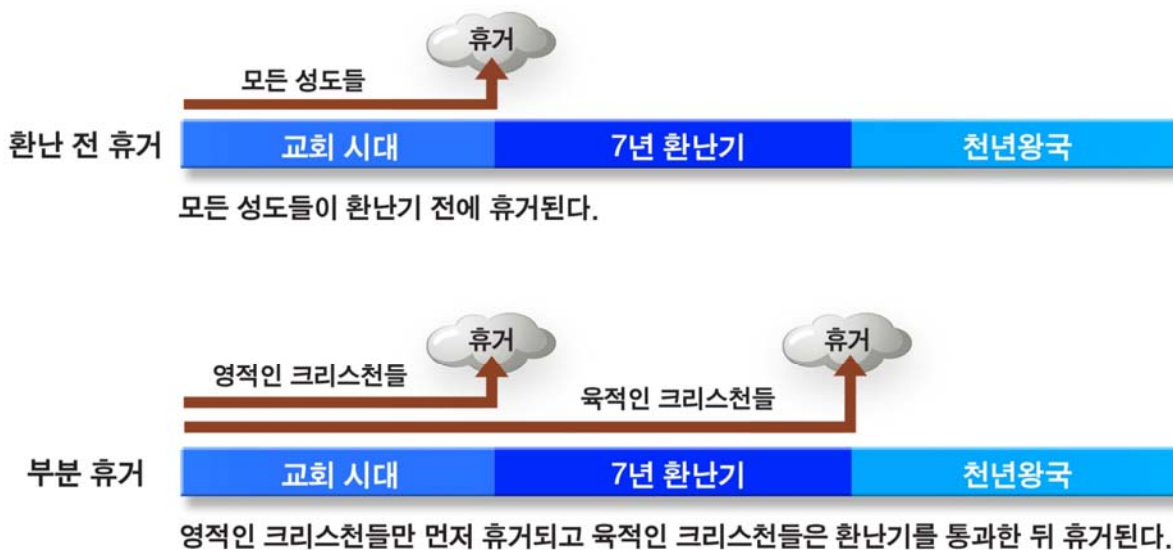 휴거
모든 성도들
환난 전 휴거 교회 시대 7년 환난기 천년왕국
모든 성도들이 환난기 전에 휴거된다.
휴거 휴거
영적인 크리스천들 육적인 크리스천들
부분 휴거 교회 시대 7년 환난기 천년왕국
영적인 크리스천들만 먼저 휴거되고 육적인 크리스천들은 환난기를 통과한 뒤 휴거된다.